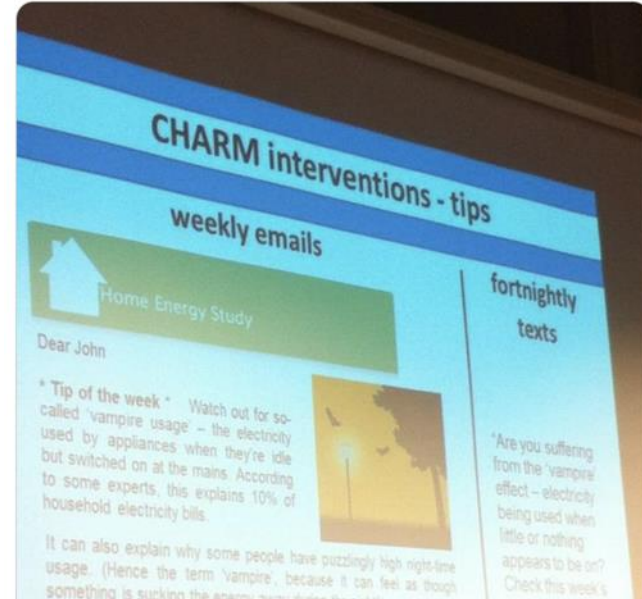 CHARM interventions - tips
weekly emails
Home Energy Study
Dear John
* Tip of the week * Watch out for so-
called 'vampire usage' – the electricity
used by appliances when they're idle
but switched on at the mains. According
to some experts, this explains 10% of
household electricity bills.
It can also explain why some people have puzzlingly high night-time
usage. (Hence the term 'vampire', because it can feel as though
something is sucking the energy away during
fortnightly
texts
"Are you suffering
from the 'vampire'
effect – electricity
being used when
little or nothing
appears to be on?
Check this week's